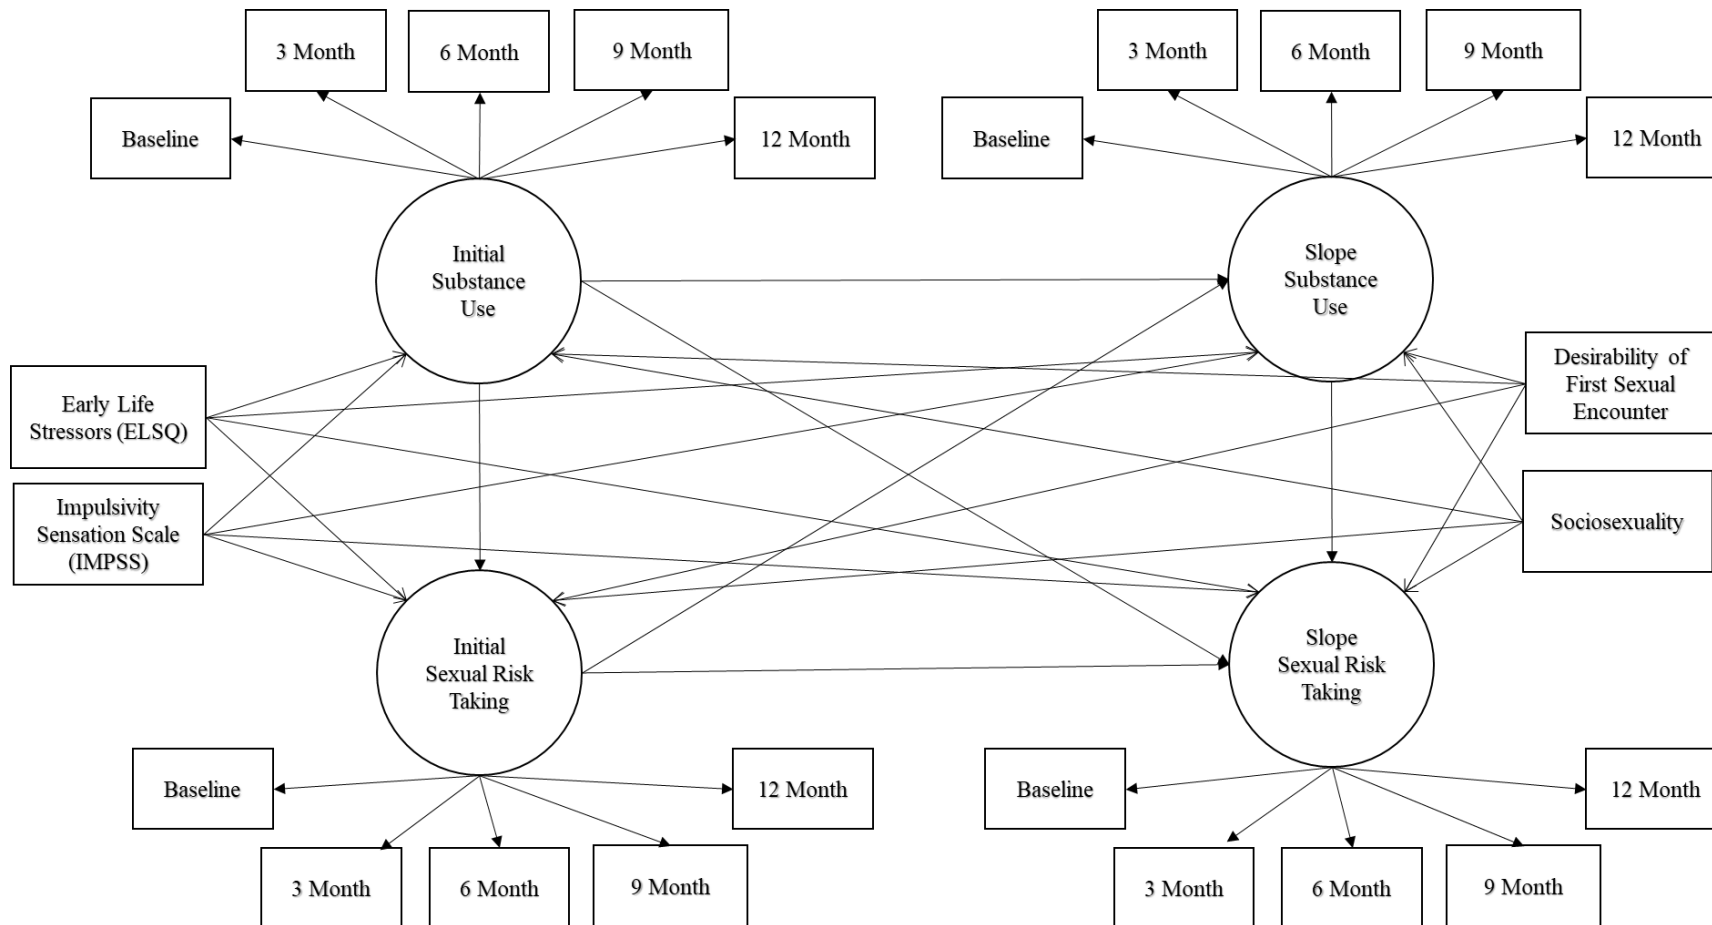 3 Month
6 Month
9 Month
Baseline
12 Month
3 Month
6 Month
9 Month
Baseline
12 Month
Initial
Substance
Use
Slope
Substance
Use
Early Life
Stressors (ELSQ)
Impulsivity
Sensation Scale
(IMPSS)
Desirability of
First Sexual
Encounter
Sociosexuality
Initial
Sexual Risk
Taking
Slope
Sexual Risk
Taking
Baseline
12 Month
3 Month
6 Month
9 Month
Baseline
12 Month
3 Month
6 Month
9 Month